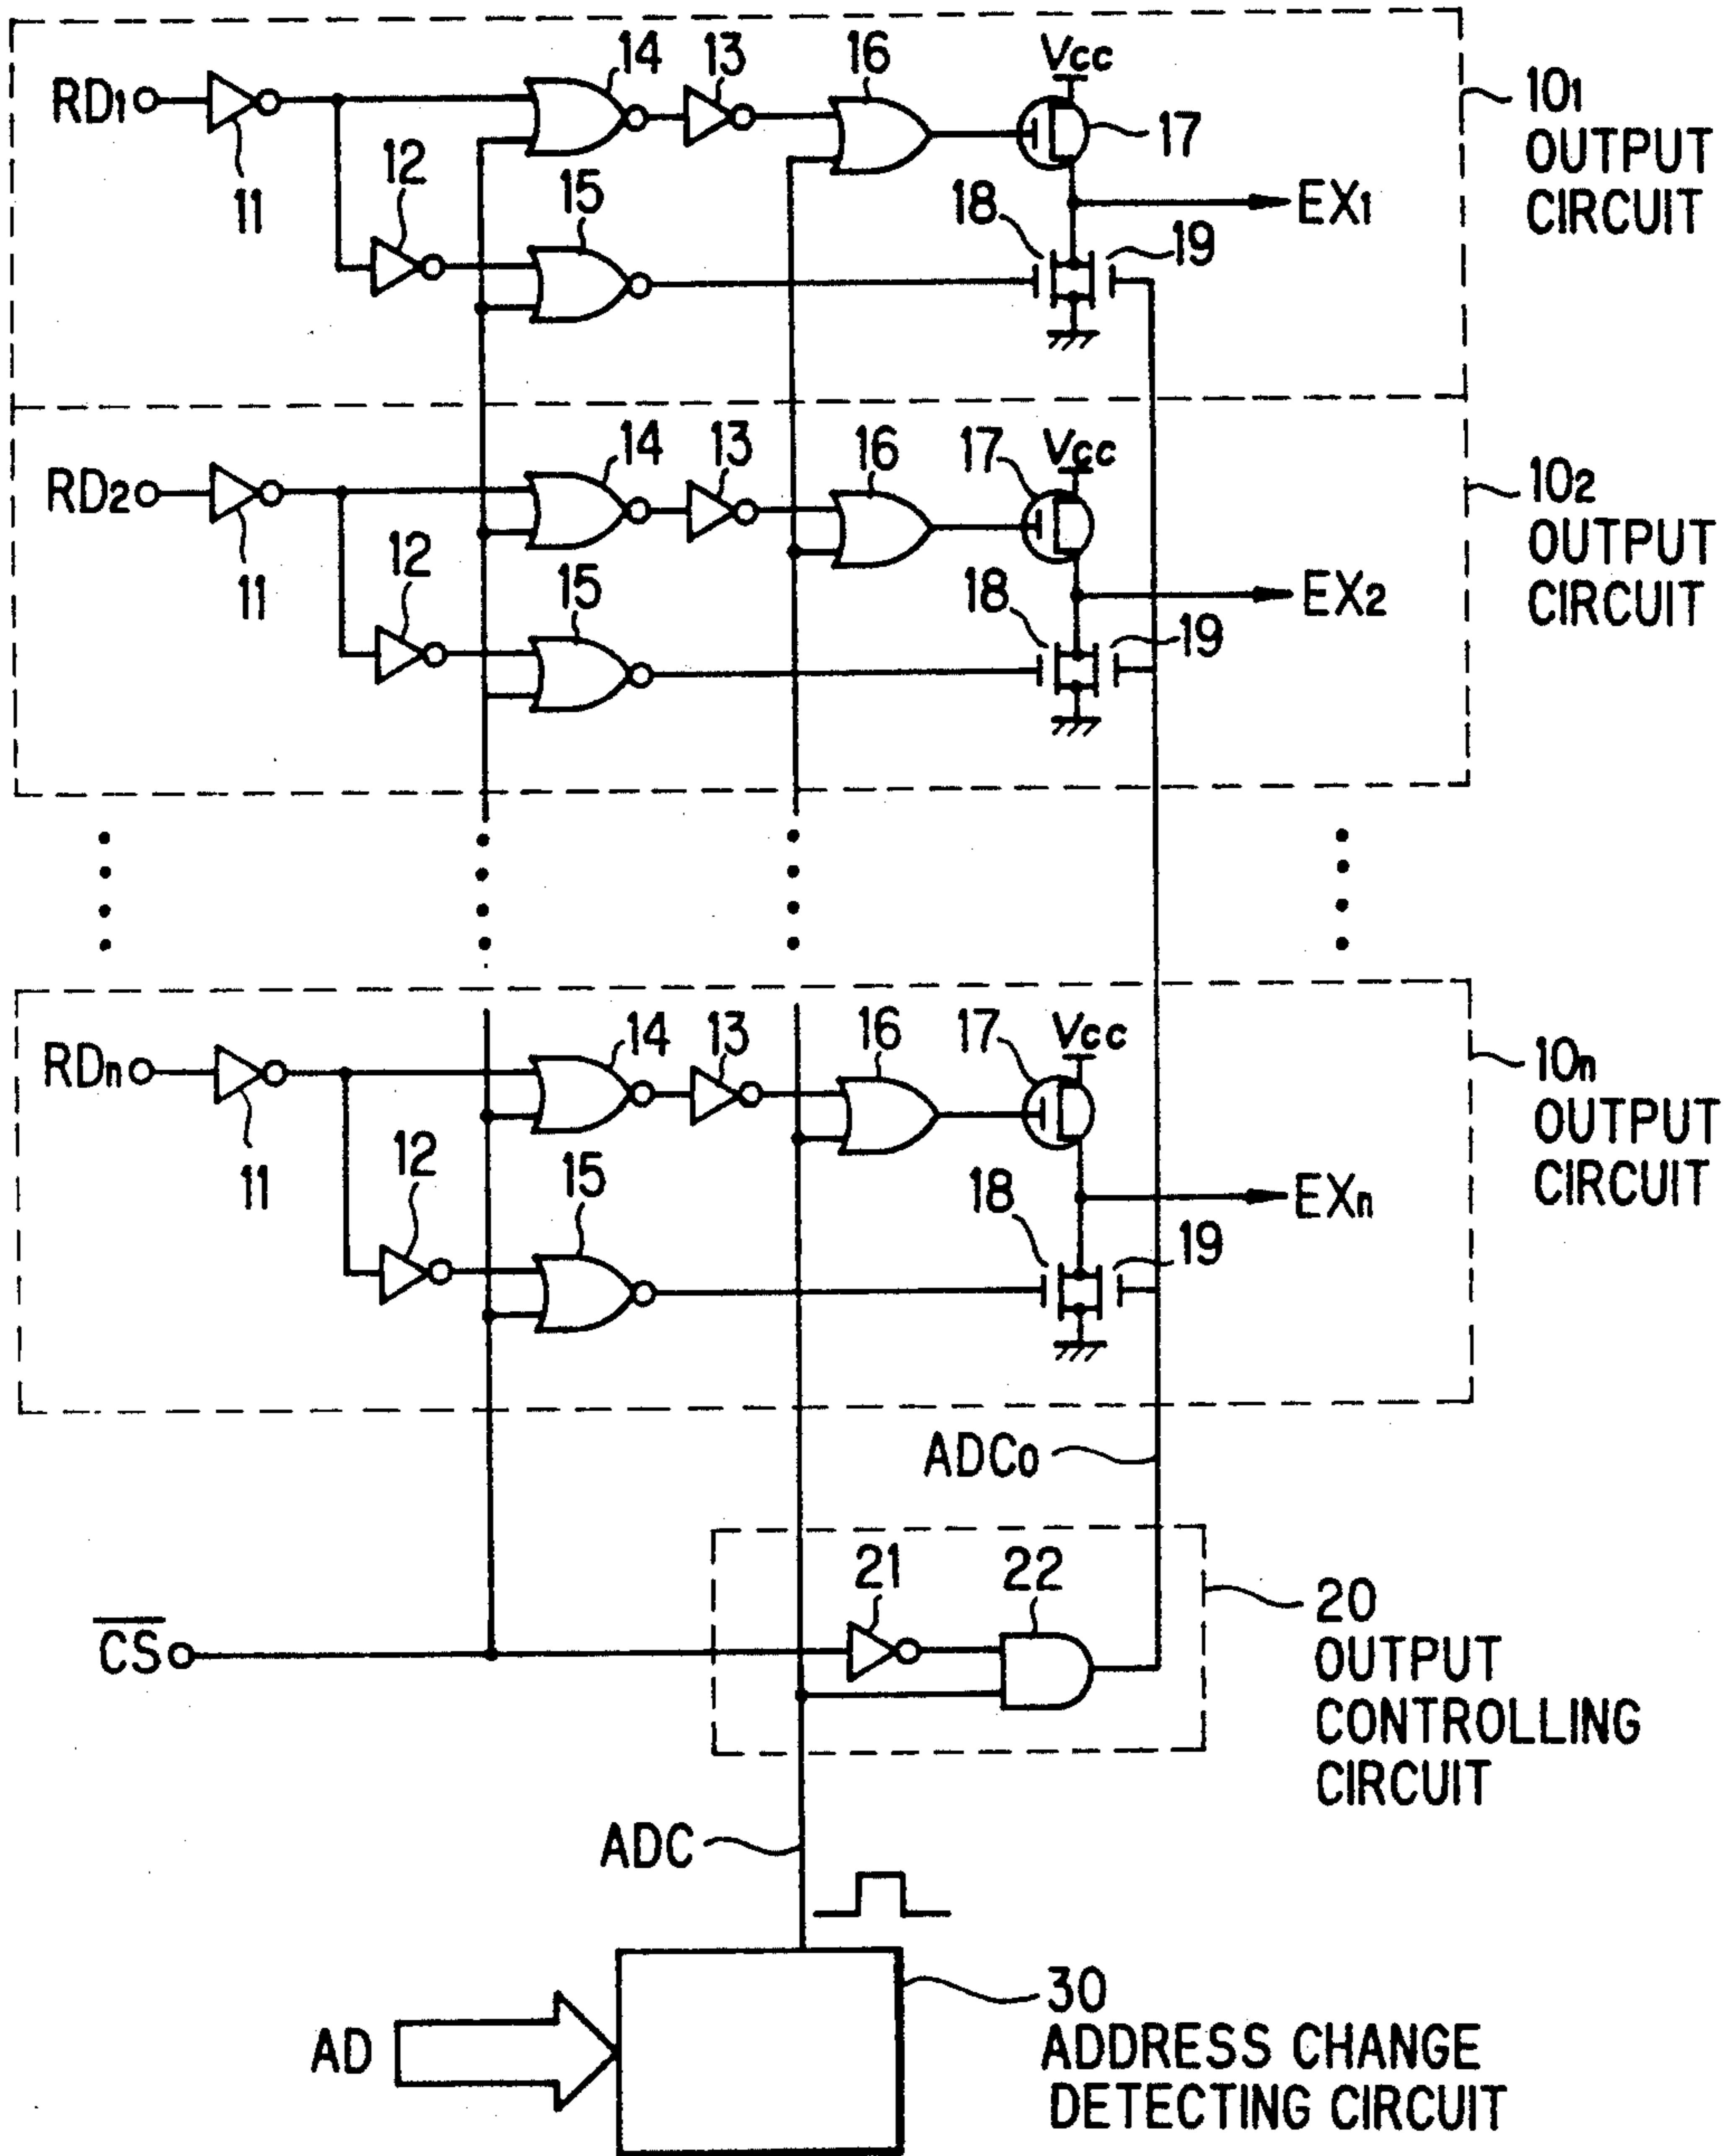 14 13 16 Vcc
RD1 17 101
OUTPUT
CIRCUIT
11 12 15 18 19 EX1
14 13 16 17 Vcc
RD2 102
OUTPUT
CIRCUIT
11 12 15 18 19 EX2
14 13 16 17 Vcc
RDn 10n
OUTPUT
CIRCUIT
11 12 15 18 19 EXn
ADC0
21 22
CS
20
OUTPUT
CONTROLLING
CIRCUIT
ADC
AD
30
ADDRESS CHANGE
DETECTING CIRCUIT